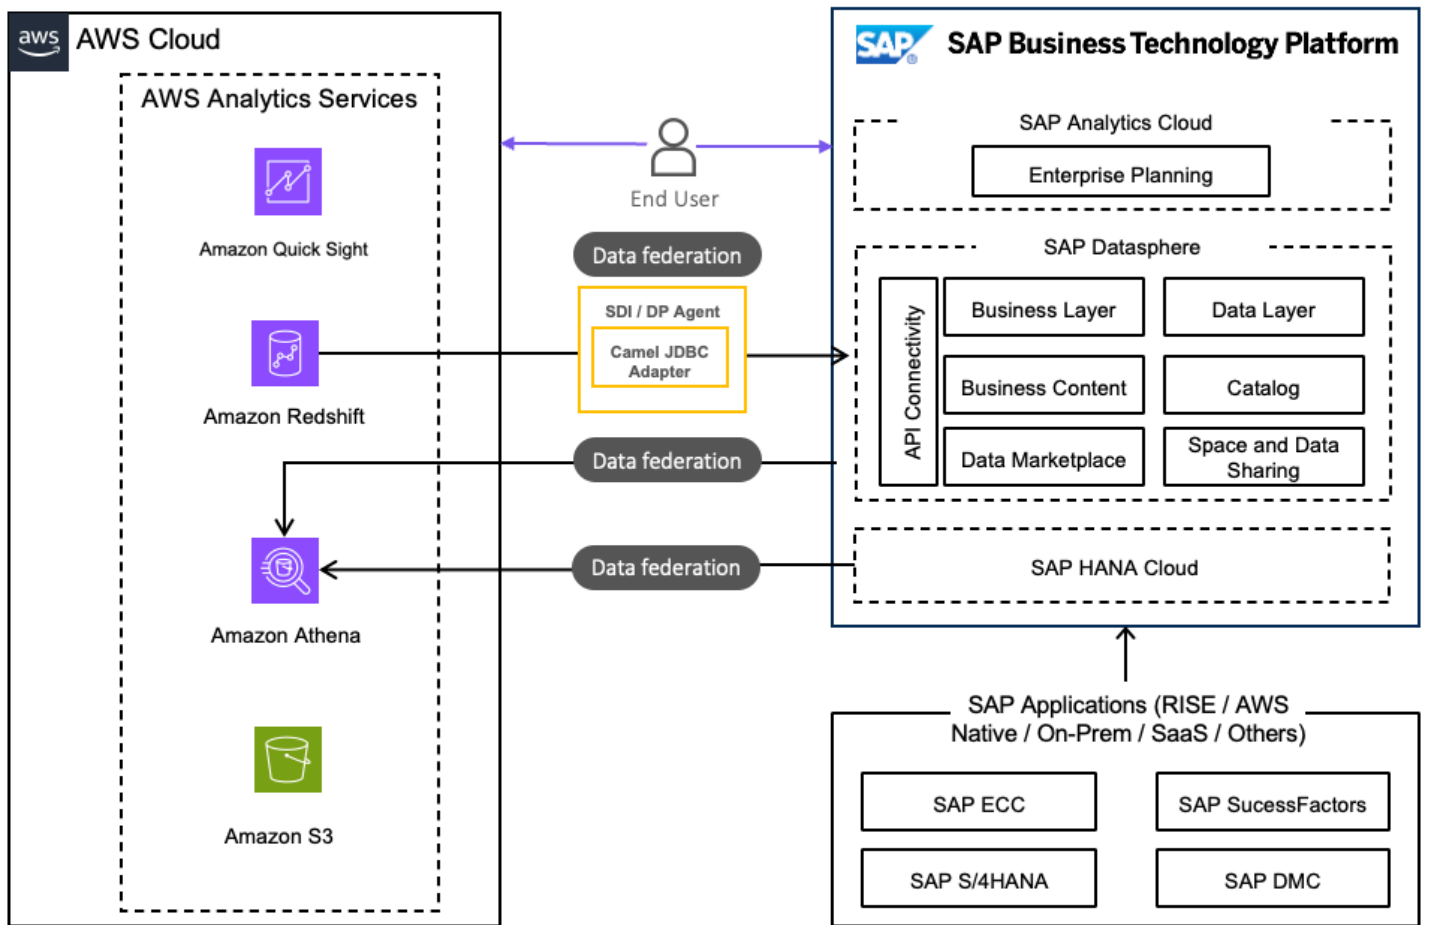 aws
AWS Cloud
AWS Analytics Services
Amazon Quick Sight
Amazon Redshift
Amazon Athena
Amazon S3
End User
Data federation
SDI / DP Agent
Camel JDBC
Adapter
Data federation
Data federation
SAP
®
SAP Business Technology Platform
SAP Analytics Cloud
Enterprise Planning
SAP Datasphere
API Connectivity
Business Layer
Data Layer
Business Content
Catalog
Data Marketplace
Space and Data
Sharing
SAP HANA Cloud
SAP Applications (RISE / AWS
Native / On-Prem / SaaS / Others)
SAP ECC
SAP SucessFactors
SAP S/4HANA
SAP DMC